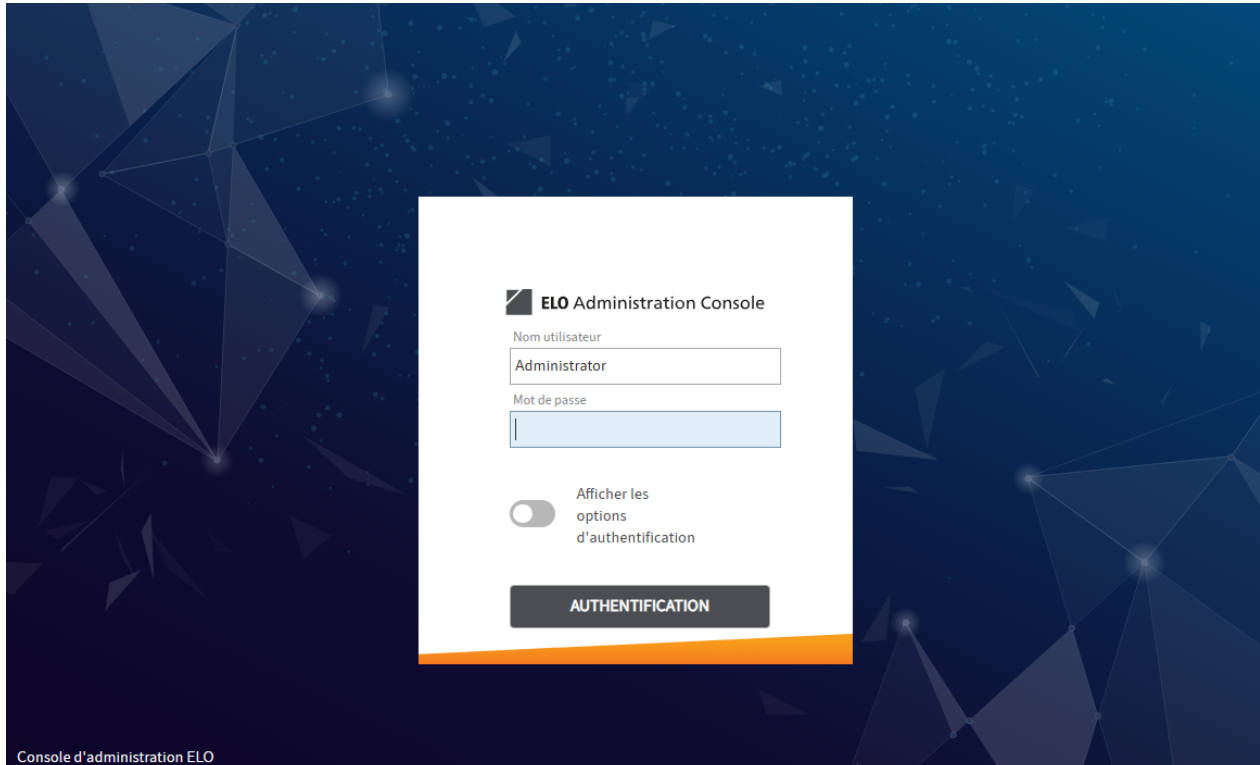 ELO Administration Console
Nom utilisateur
Administrator
Mot de passe
Afficher les
options
d'authentification
AUTHENTIFICATION
Console d'administration ELO